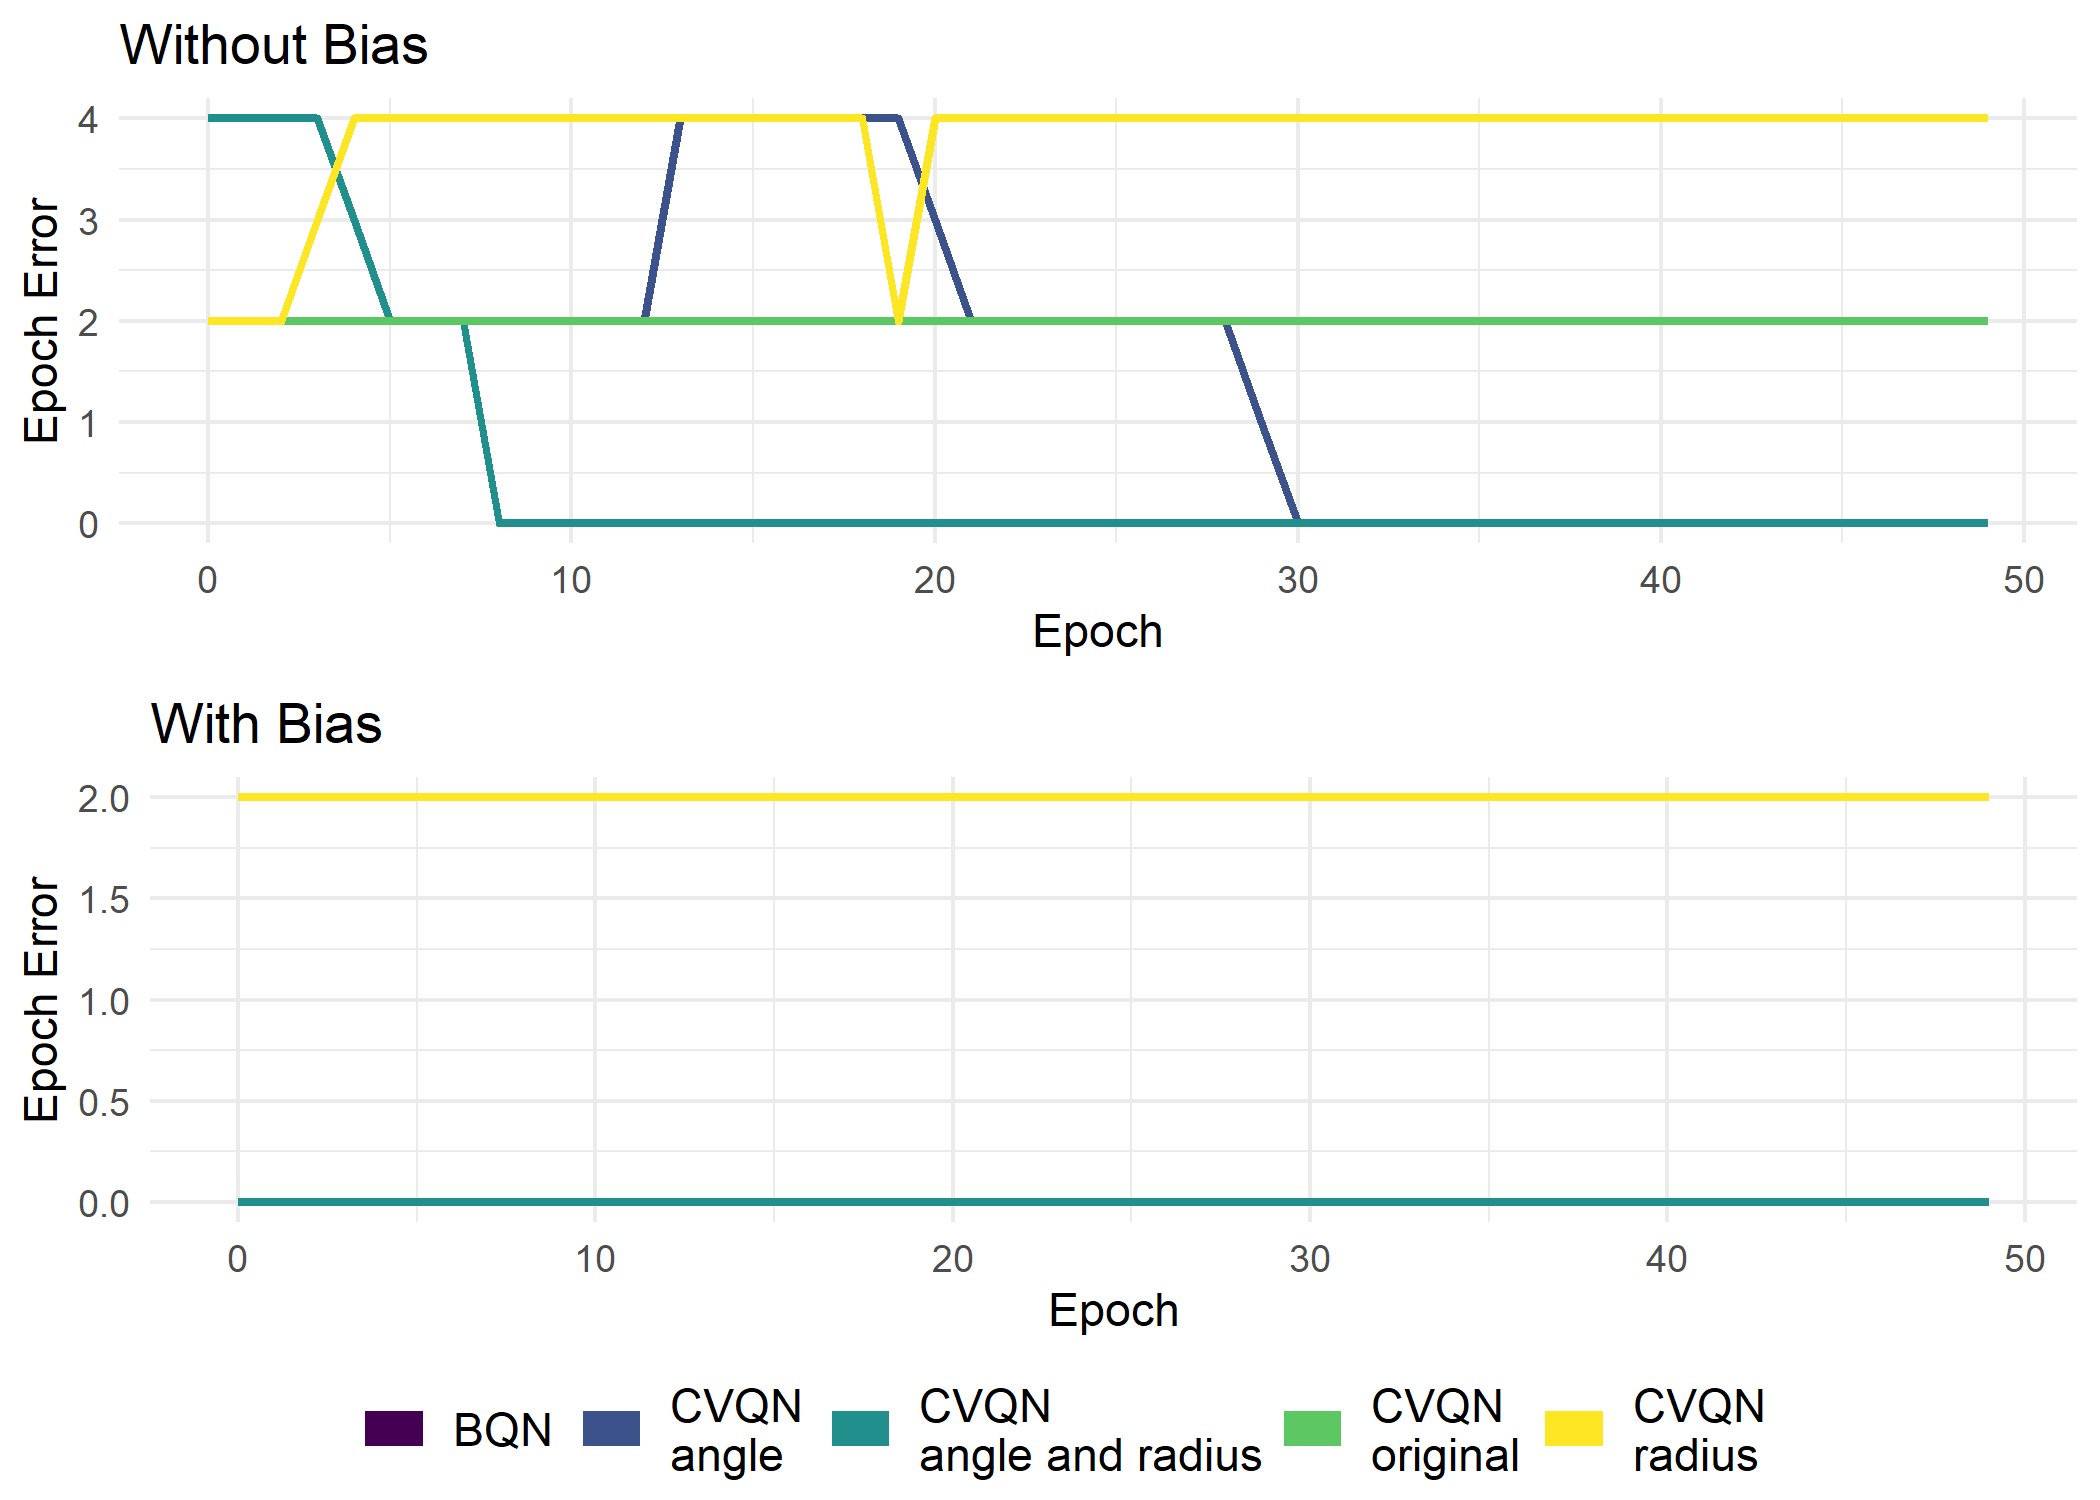 Without Bias
4
3
2
1
0
Epoch Error
0 10 20 30 40 50
Epoch
With Bias
2.0
1.5
1.0
0.5
0.0
Epoch Error
0 10 20 30 40 50
Epoch
BQN
CVQN
angle
CVQN
angle and radius
CVQN
original
CVQN
radius